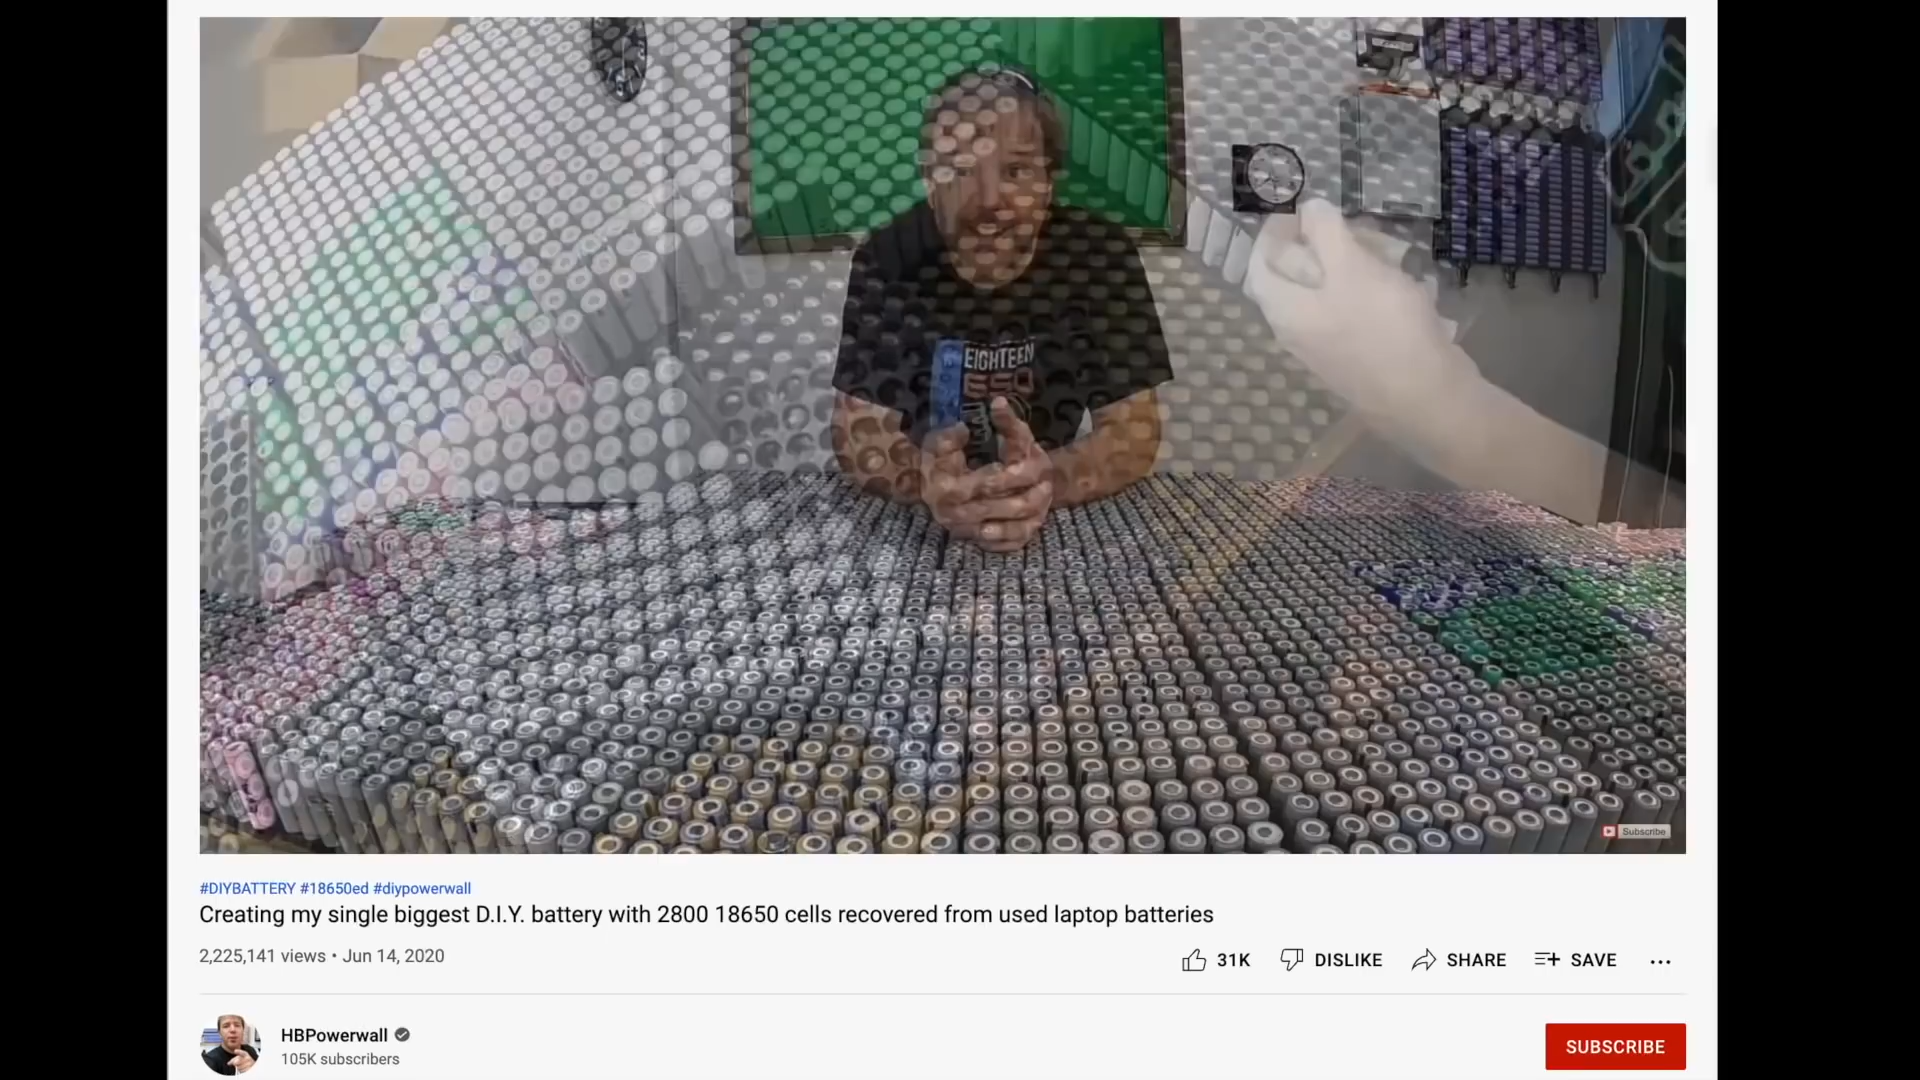 EIGHTEEN
650
Subscribe
#DIYBATTERY #18650ed #diypowerwall
Creating my single biggest D.I.Y. battery with 2800 18650 cells recovered from used laptop batteries
2,225,141 views • Jun 14, 2020
31K DISLIKE SHARE SAVE
HBPowerwall
105K subscribers
SUBSCRIBE